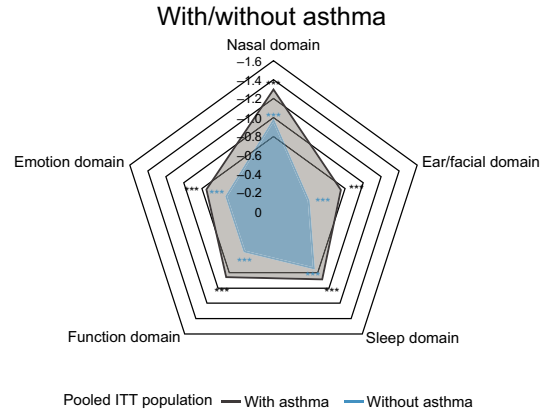 With/without asthma
Nasal domain
–1.6
–1.4
***
–1.2
–1.0
***
–0.8
–0.6
–0.4
–0.2
0
Emotion domain
Ear/facial domain
***
***
***
***
***
***
***
***
Function domain
Sleep domain
Pooled ITT population With asthma Without asthma